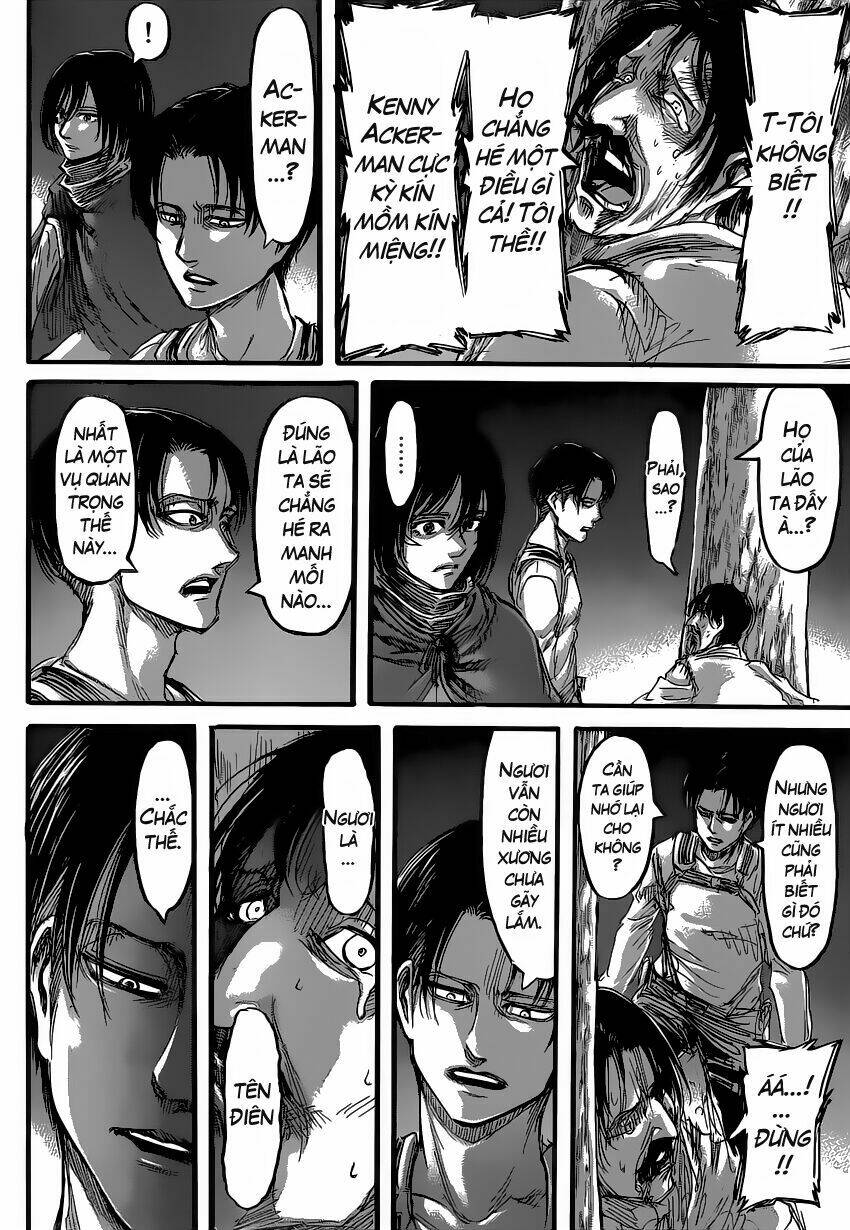 T-TÔI
KHÔNG
BIẾT
!!
HỌ
CHẲNG
HÉ MỘT
ĐIỀU GÌ
CẢ! TÔI
THỀ!!
KENNY
ACKER-
MAN CỰC
KỲ KÍN
MỒM KÍN
MIỆNG!!
AC-
KER-
MAN
...?
!
HỌ
CỦA
LÃO
TA ĐẤY
À...?
PHẢI,
SAO
...?
......
ĐÚNG
LÀ LÃO
TA SẼ
CHẲNG
HÉ RA
MANH
MỐI
NÀO...
NHẤT
LÀ MỘT
VỤ QUAN
TRỌNG
THẾ
NÀY...
NHƯNG
NGƯƠI
ÍT NHIỀU
CŨNG
PHẢI
BIẾT
GÌ ĐÓ
CHỨ?
CẦN
TA GIÚP
NHỚ LẠI
CHO
KHÔNG?
ÁÁ...!
...
ĐỪNG
!!
NGƯƠI
VẪN
CÒN
NHIỀU
XƯƠNG
CHƯA
GÃY
LẮM.
NGƯƠI
LÀ
...
TÊN
ĐIÊN
...
CHẮC
THẾ.